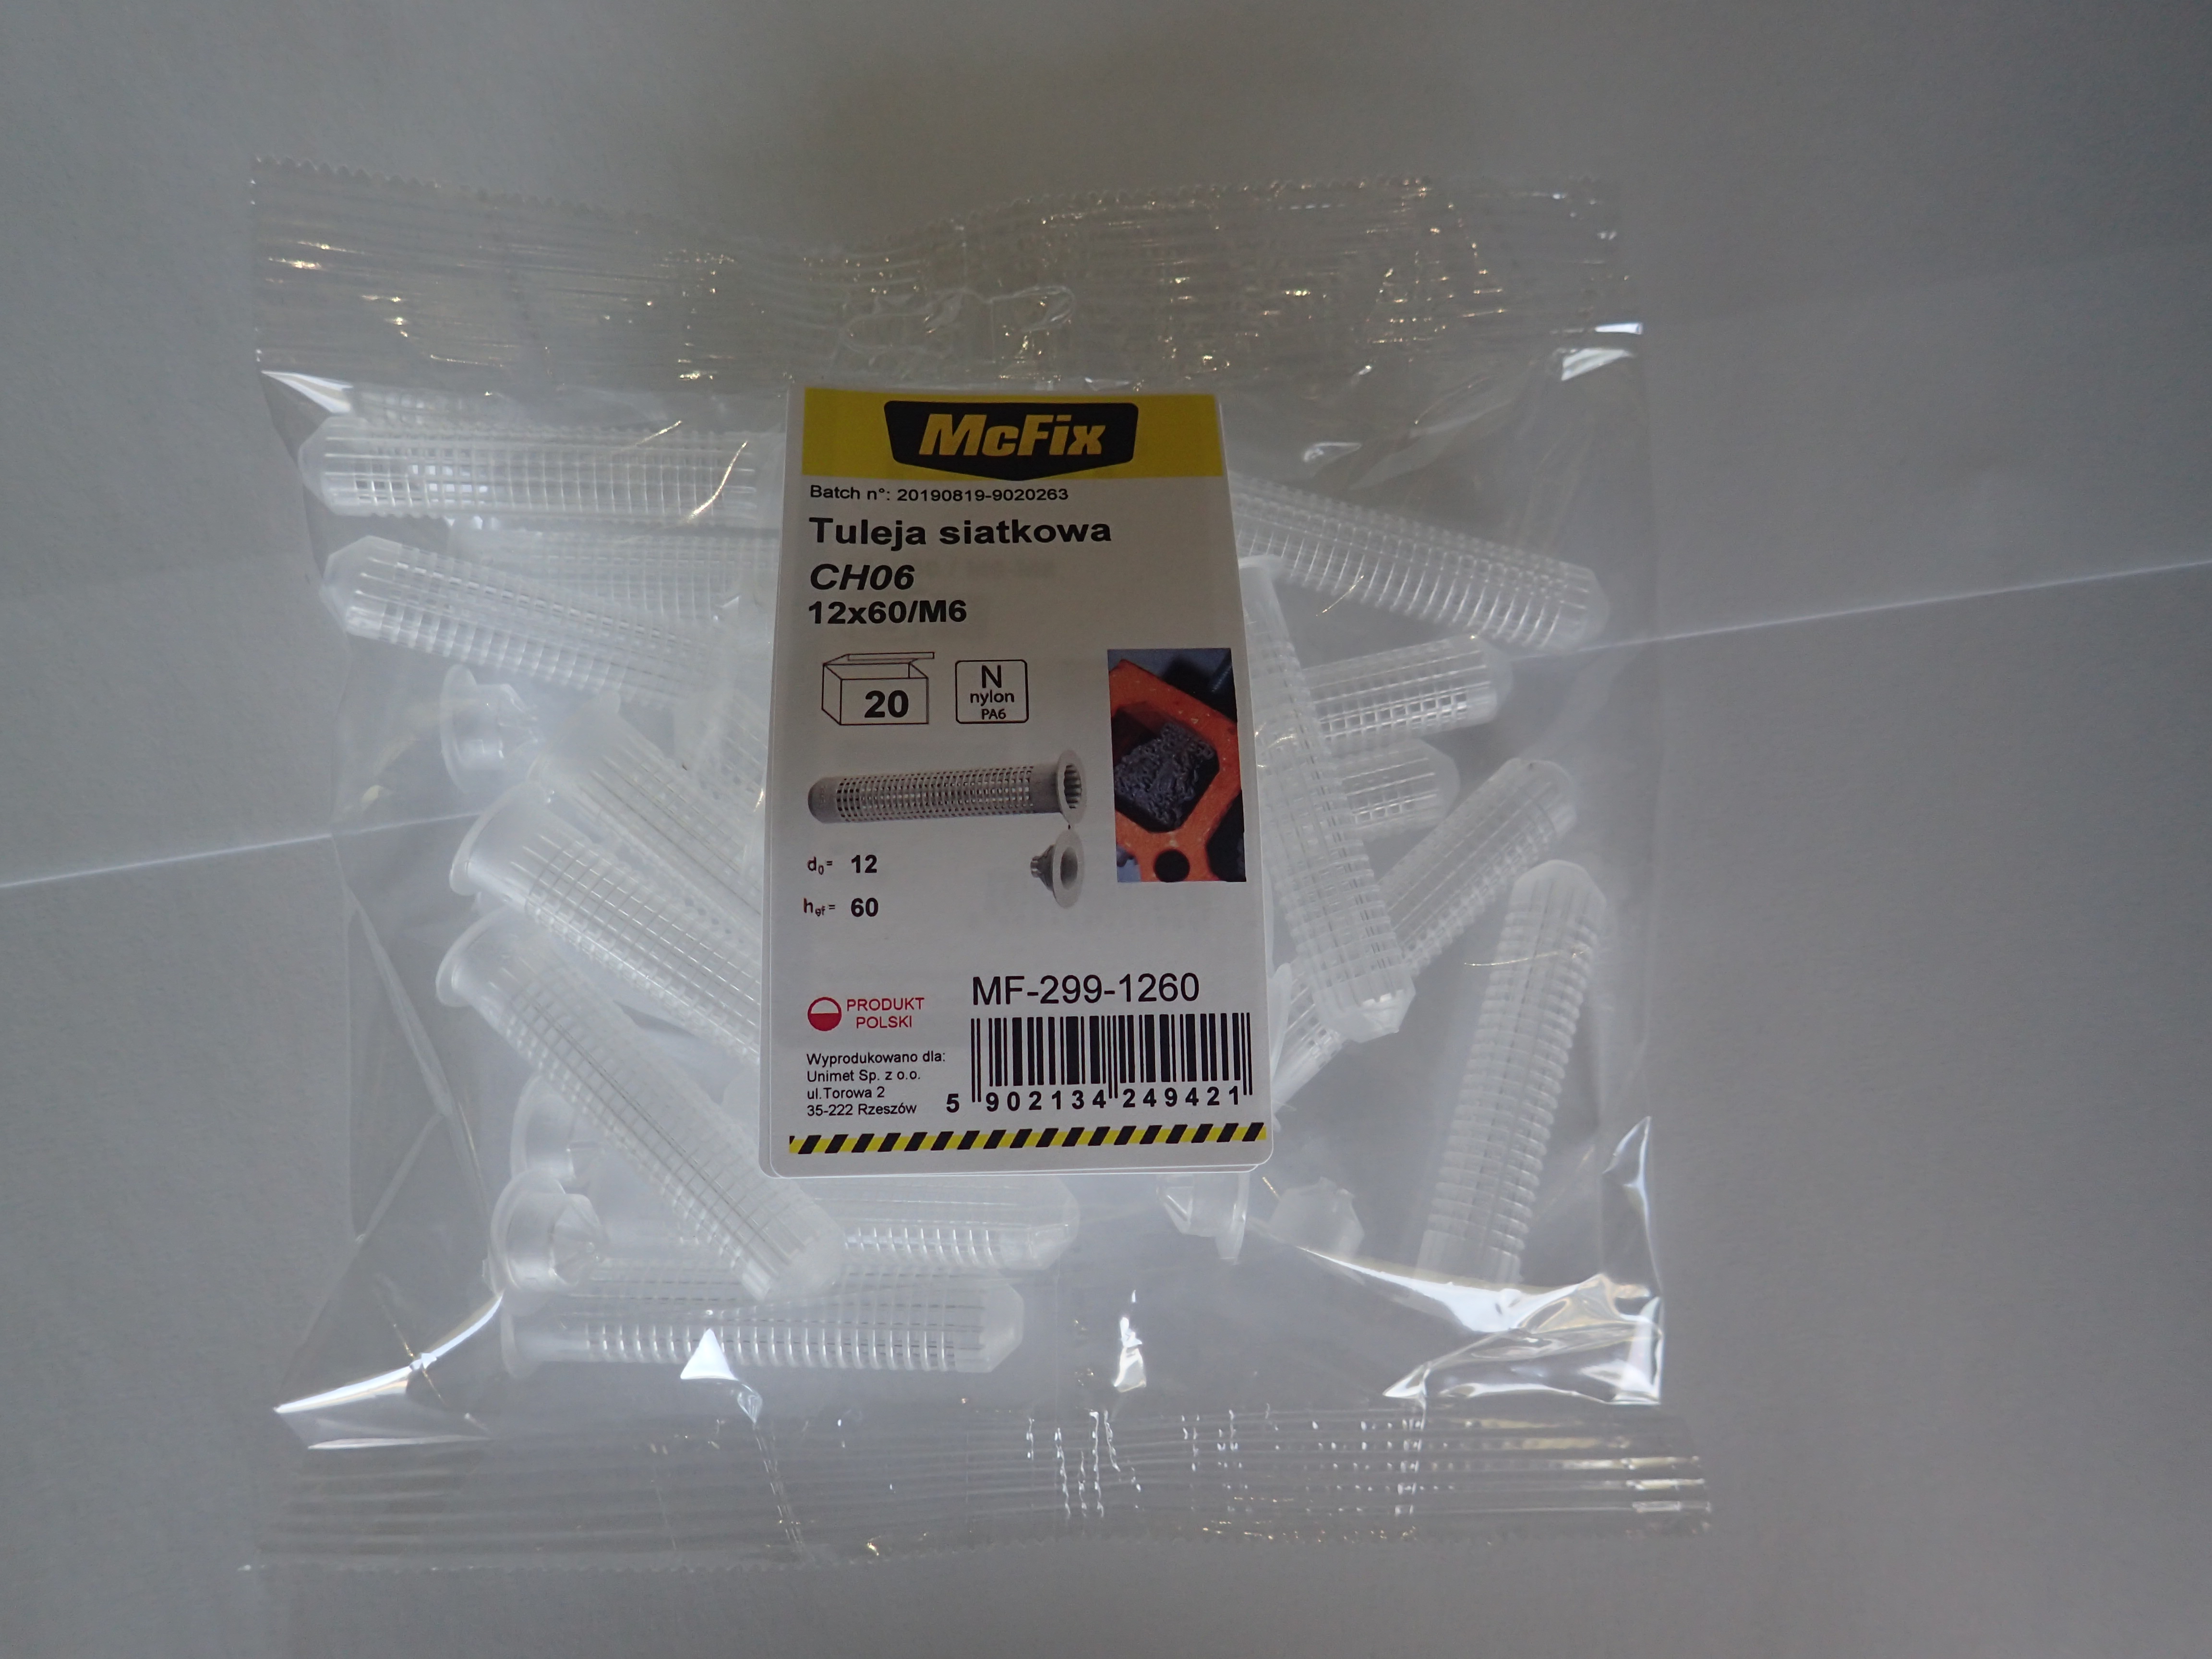 McFix
Batch n°: 20190819-9020263
Tuleja siatkowa
CH06
12x60/M6
20
N
nylon
PA6
d₀= 12
hₑf= 60
MF-299-1260
PRODUKT
POLSKI
Wyprodukowano dla:
Unimet Sp. z o.o.
ul.Torowa 2
35-222 Rzeszów
5 902134 249421